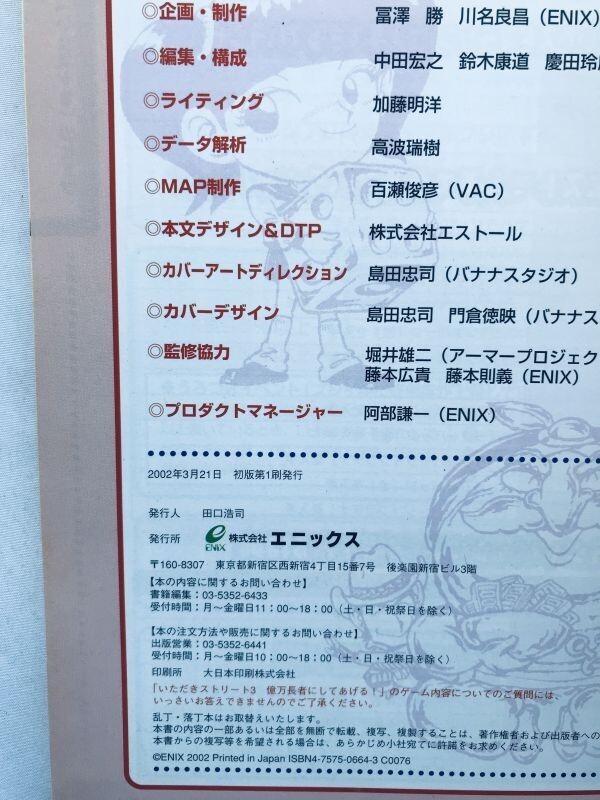 ◎企画・制作 冨澤 勝 川名良昌(ENIX)
◎編集・構成 中田宏之 鈴木康道 慶田玲
◎ライティング 加藤明洋
◎データ解析 高波瑞樹
◎MAP制作 百瀬俊彦(VAC)
◎本文デザイン&DTP 株式会社エストール
◎カバーアートディレクション 島田忠司(バナナスタジオ)
◎カバーデザイン 島田忠司 門倉徳映(バナナス
◎監修協力 堀井雄二(アーマープロジェク
藤本広貴 藤本則義(ENIX)
◎プロダクトマネージャー 阿部謙一(ENIX)
2002年3月21日 初版第1刷発行
発行人 田口浩司
発行所 ENIX 株式会社エニックス
〒160-8307 東京都新宿区西新宿4丁目15番7号 後楽園新宿ビル3階
【本の内容に関するお問い合わせ】
書籍編集:03-5352-6433
受付時間:月〜金曜日11:00〜18:00(土・日・祝祭日を除く)
【本の注文方法や販売に関するお問い合わせ】
出版営業:03-5352-6441
受付時間:月〜金曜日10:00〜18:00(土・日・祝祭日を除く)
印刷所 大日本印刷株式会社
「いただきストリート3 億万長者にしてあげる!」のゲーム内容についてのご質問には、
いっさいお答えできませんのでご了承ください。
乱丁・落丁本はお取替えいたします。
本書の内容の一部あるいは全部を無断で転載、複写、複製することは、著作権者および出版者への
本書からの複写等を希望される場合は、あらかじめ小社宛てに許諾をお求めください。
©ENIX 2002 Printed in Japan ISBN4-7575-0664-3 C0076